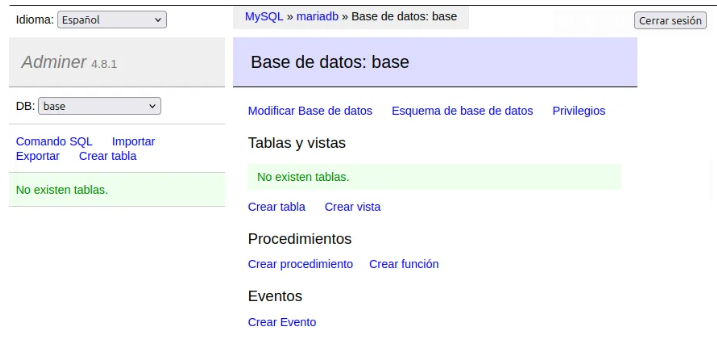 Idioma: Español
MySQL » mariadb » Base de datos: base
Cerrar sesión
Adminer 4.8.1
Base de datos: base
DB: base
Modificar Base de datos Esquema de base de datos Privilegios
Comando SQL Importar
Exportar Crear tabla
No existen tablas.
Tablas y vistas
No existen tablas.
Crear tabla Crear vista
Procedimientos
Crear procedimiento Crear función
Eventos
Crear Evento